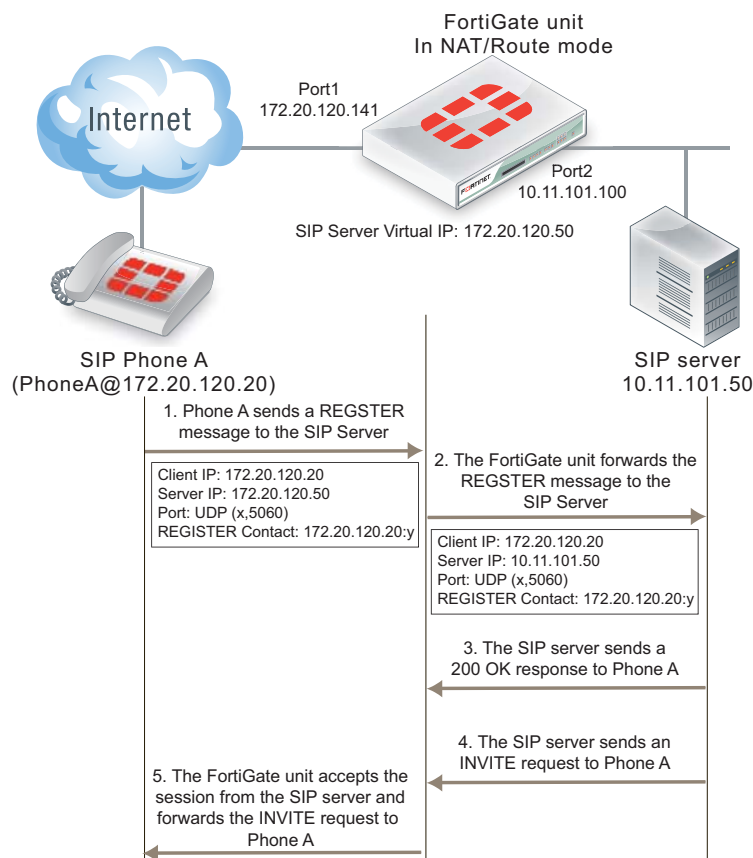 FortiGate unit
In NAT/Route mode
Port1
172.20.120.141
Internet
FORTINET
Port2
10.11.101.100
SIP Server Virtual IP: 172.20.120.50
SIP Phone A
(PhoneA@172.20.120.20)
SIP server
10.11.101.50
1. Phone A sends a REGSTER
message to the SIP Server
Client IP: 172.20.120.20
Server IP: 172.20.120.50
Port: UDP (x,5060)
REGISTER Contact: 172.20.120.20:y
2. The FortiGate unit forwards the
REGSTER message to the
SIP Server
Client IP: 172.20.120.20
Server IP: 10.11.101.50
Port: UDP (x,5060)
REGISTER Contact: 172.20.120.20:y
3. The SIP server sends a
200 OK response to Phone A
4. The SIP server sends an
INVITE request to Phone A
5. The FortiGate unit accepts the
session from the SIP server and
forwards the INVITE request to
Phone A